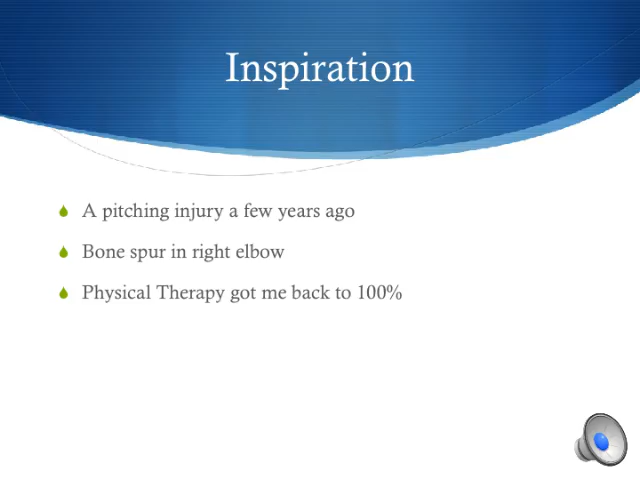 Inspiration
A pitching injury a few years ago
Bone spur in right elbow
Physical Therapy got me back to 100%